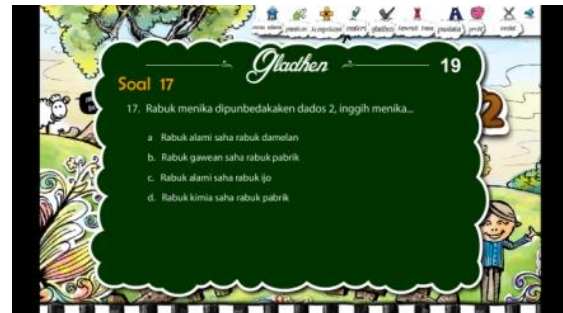 Gladhen
19
Soal 17
17. Rabuk menika dipunbedakaken dados 2, inggih menika...
a Rabuk alami saha rabuk damelan
b. Rabuk gawean saha rabuk pabrik
c. Rabuk alami saha rabuk ijo
d. Rabuk kimia saha rabuk pabrik
2